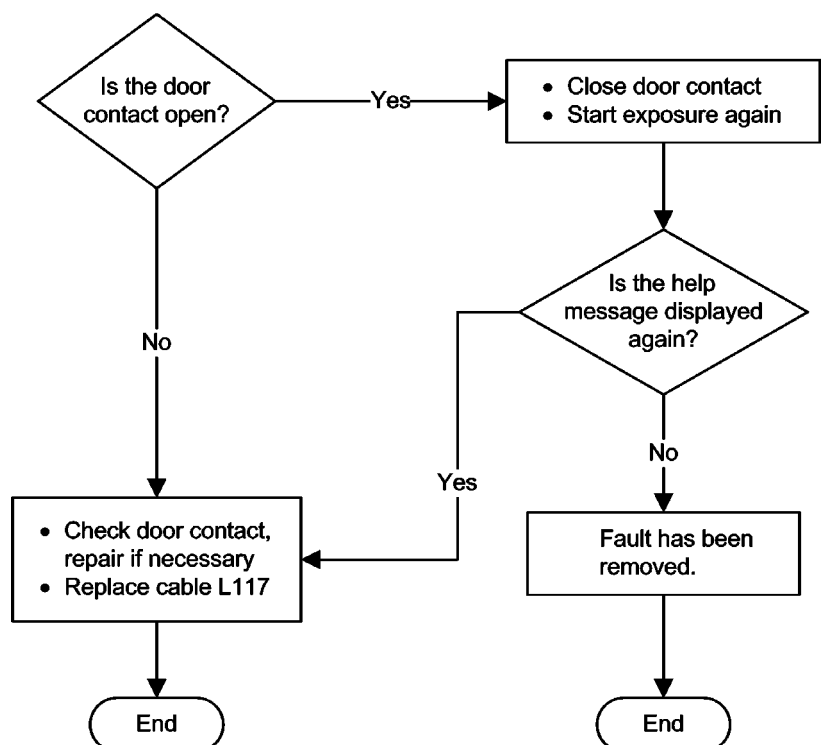 Is the door
contact open?
Yes
• Close door contact
• Start exposure again
Is the help
message displayed
again?
No
Yes
No
• Check door contact,
repair if necessary
• Replace cable L117
Fault has been
removed.
End
End